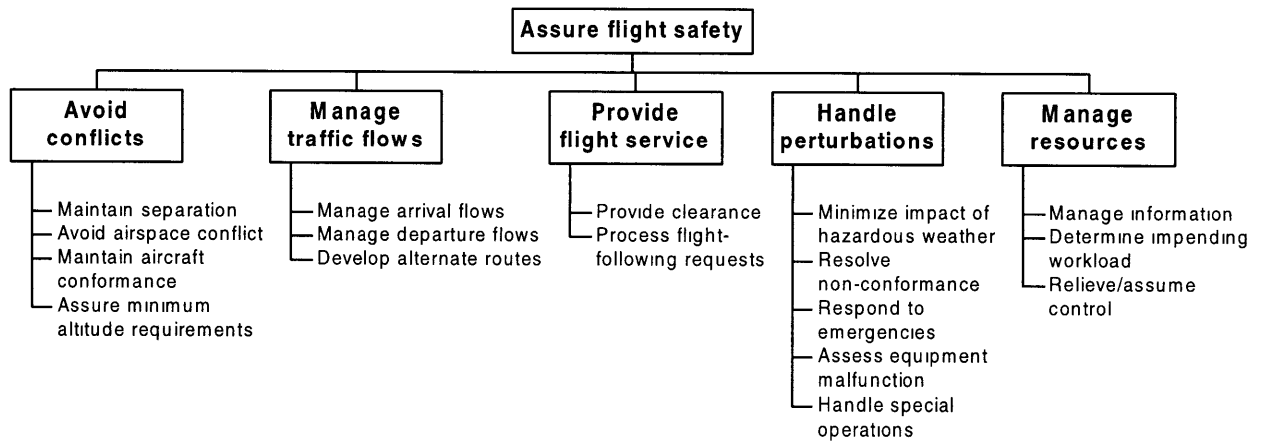 Assure flight safety
Avoid
conflicts
Maintain separation
Avoid airspace conflict
Maintain aircraft
conformance
Assure minimum
altitude requirements
Manage
traffic flows
Manage arrival flows
Manage departure flows
Develop alternate routes
Provide
flight service
Provide clearance
Process flight-
following requests
Handle
perturbations
Minimize impact of
hazardous weather
Resolve
non-conformance
Respond to
emergencies
Assess equipment
malfunction
Handle special
operations
Manage
resources
Manage information
Determine impending
workload
Relieve/assume
control